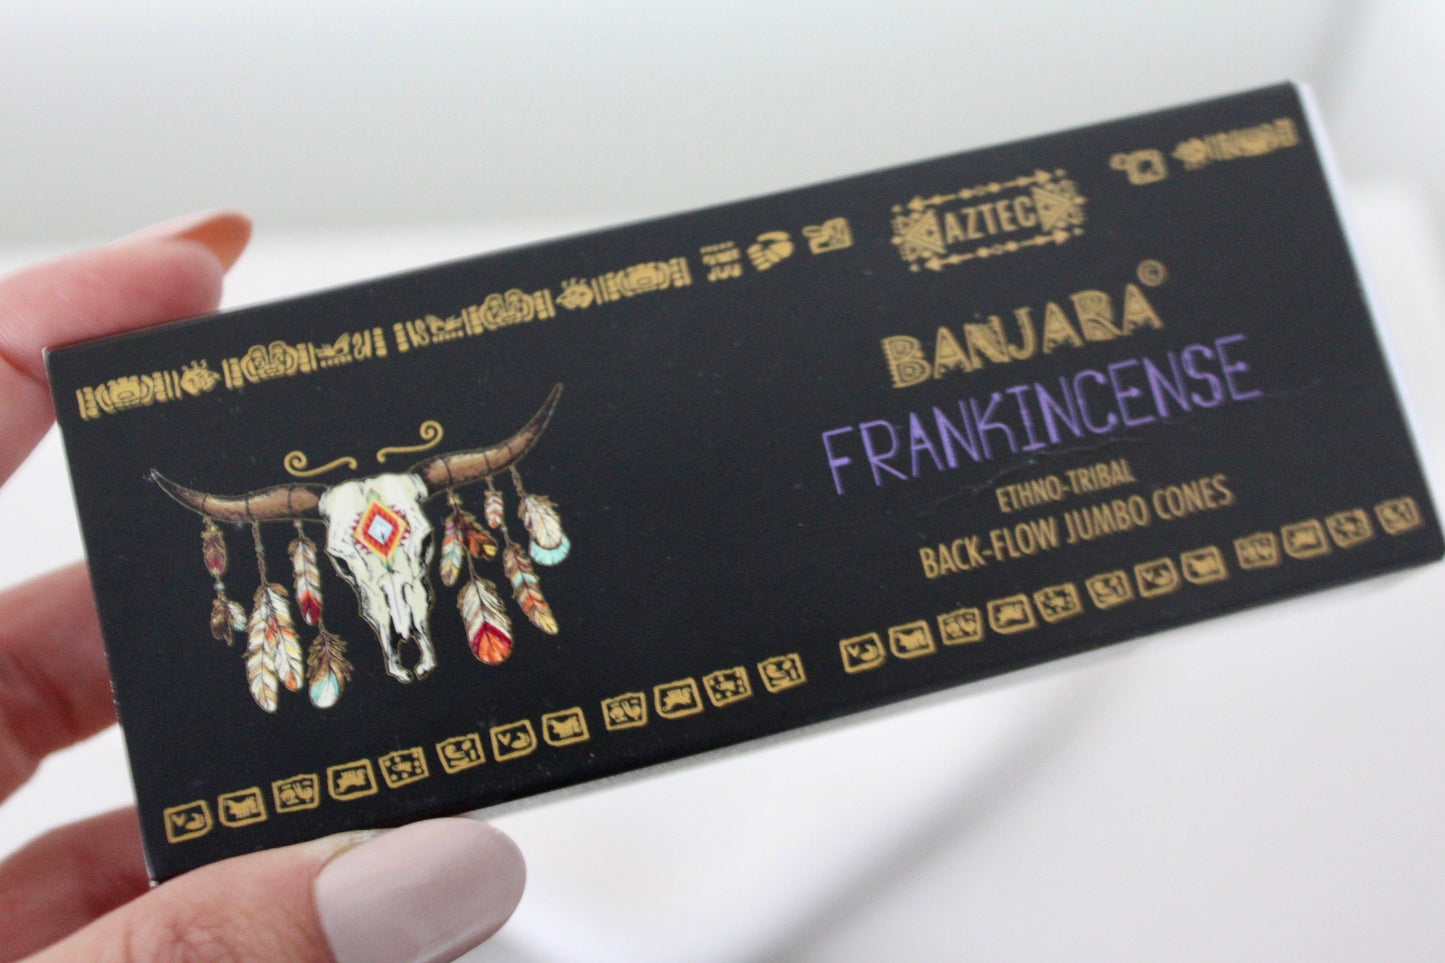 AZTEC
BANJARA©
FRANKINCENSE
ETHNO-TRIBAL
BACK-FLOW JUMBO CONES